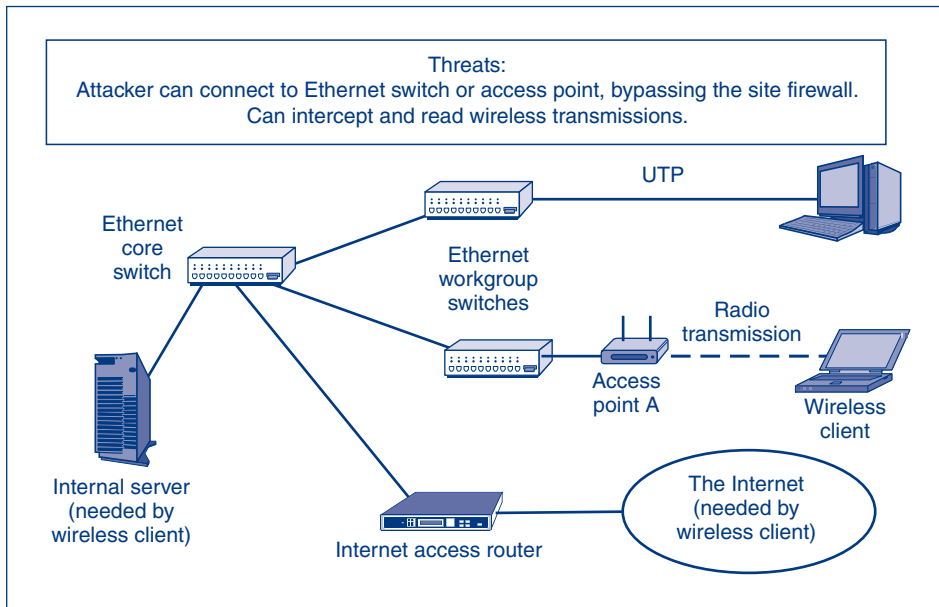 Threats:
Attacker can connect to Ethernet switch or access point, bypassing the site firewall.
Can intercept and read wireless transmissions.
UTP
Ethernet
core
switch
Ethernet
workgroup
switches
Radio
transmission
Access
point A
Wireless
client
Internal server
(needed by
wireless client)
The Internet
(needed by
wireless client)
Internet access router